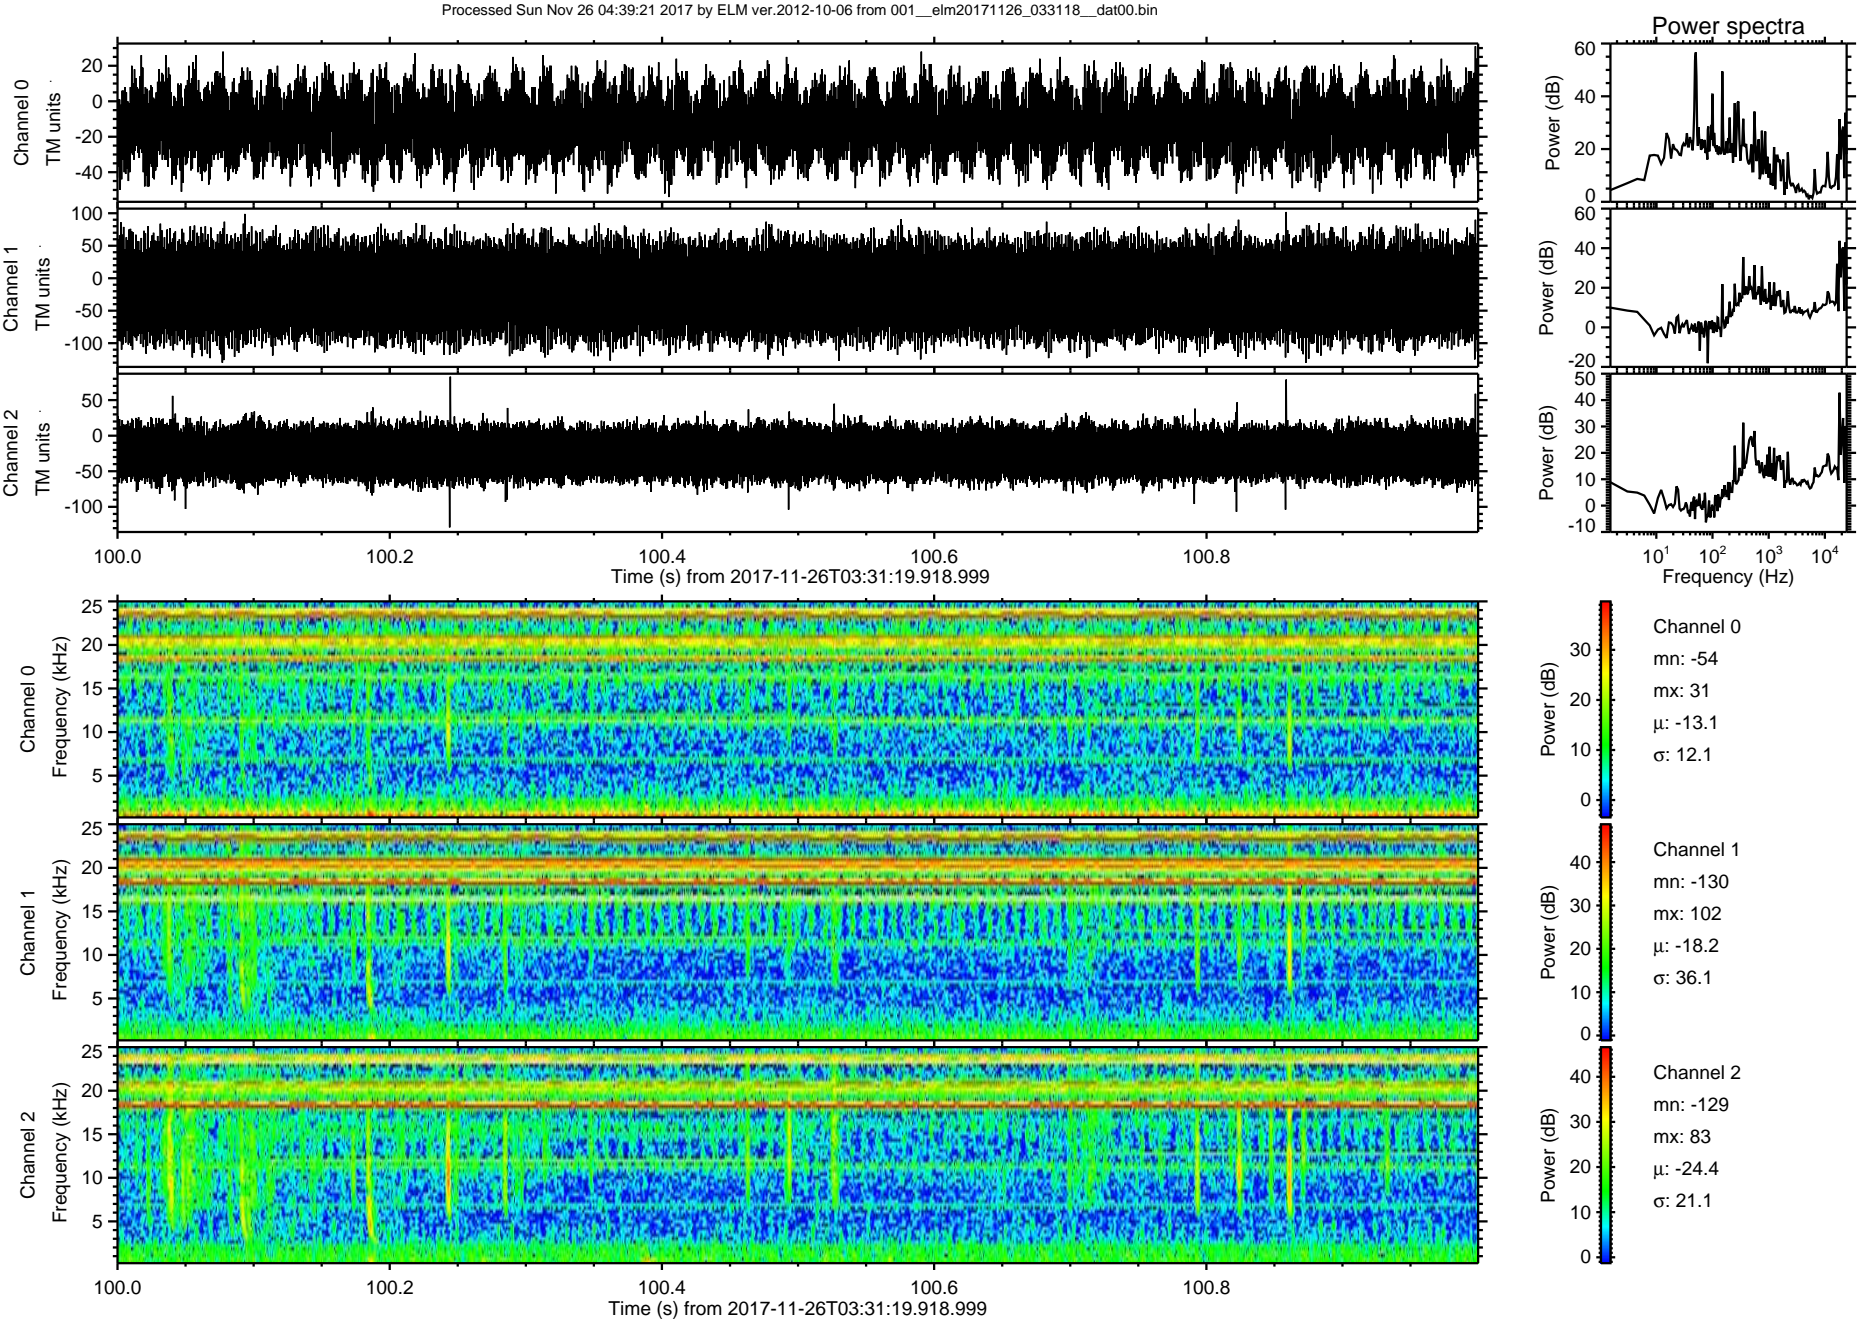 Processed Sun Nov 26 04:39:21 2017 by ELM ver.2012-10-06 from 001__elm20171126_033118__dat00.bin
Power spectra
Channel 0
TM units
20
0
-20
-40
Power (dB)
60
40
20
0
Channel 1
TM units
100
50
0
-50
-100
Power (dB)
60
40
20
0
-20
Channel 2
TM units
50
0
-50
-100
Power (dB)
50
40
30
20
10
0
-10
100.0 100.2 100.4 100.6 100.8
Time (s) from 2017-11-26T03:31:19.918.999
10^1 10^2 10^3 10^4
Frequency (Hz)
Channel 0
Frequency (kHz)
25
20
15
10
5
Power (dB)
30
20
10
0
Channel 0
mn: -54
mx: 31
μ: -13.1
σ: 12.1
Channel 1
Frequency (kHz)
25
20
15
10
5
Power (dB)
40
30
20
10
0
Channel 1
mn: -130
mx: 102
μ: -18.2
σ: 36.1
Channel 2
Frequency (kHz)
25
20
15
10
5
Power (dB)
40
30
20
10
0
Channel 2
mn: -129
mx: 83
μ: -24.4
σ: 21.1
100.0 100.2 100.4 100.6 100.8
Time (s) from 2017-11-26T03:31:19.918.999